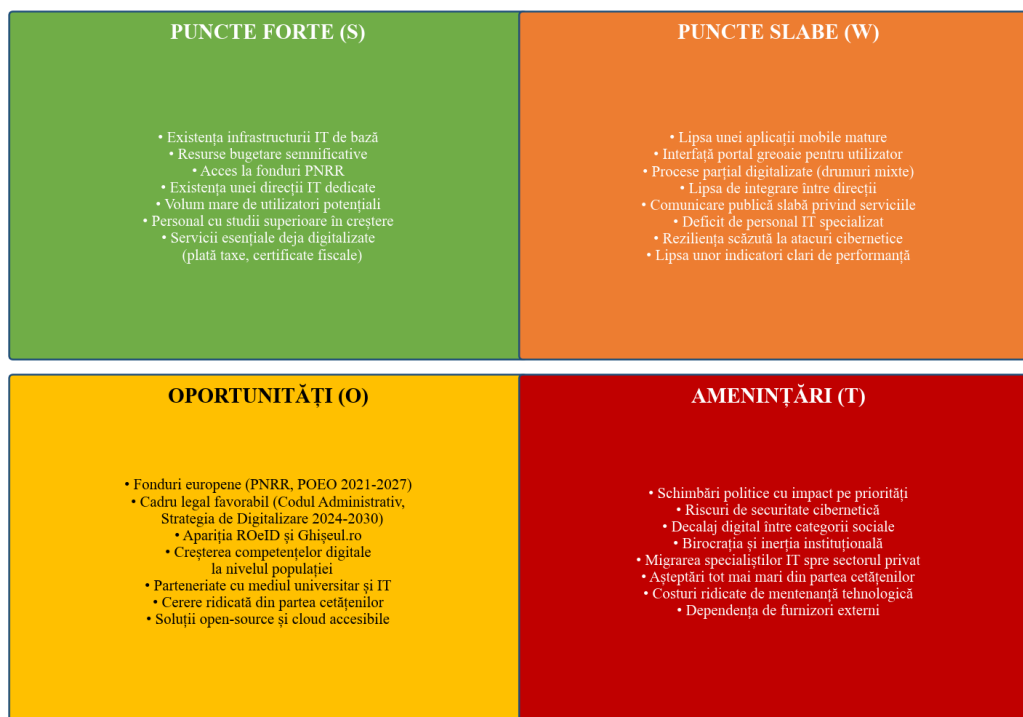 PUNCTE FORTE (S)
• Existența infrastructurii IT de bază
• Resurse bugetare semnificative
• Acces la fonduri PNRR
• Existența unei direcții IT dedicate
• Volum mare de utilizatori potențiali
• Personal cu studii superioare în creștere
• Servicii esențiale deja digitalizate
(plată taxe, certificate fiscale)
PUNCTE SLABE (W)
• Lipsa unei aplicații mobile mature
• Interfață portal greoaie pentru utilizator
• Procese parțial digitalizate (drumuri mixte)
• Lipsa de integrare între direcții
• Comunicare publică slabă privind serviciile
• Deficit de personal IT specializat
• Reziliența scăzută la atacuri cibernetice
• Lipsa unor indicatori clari de performanță
OPORTUNITĂȚI (O)
• Fonduri europene (PNRR, POEO 2021-2027)
• Cadru legal favorabil (Codul Administrativ,
Strategia de Digitalizare 2024-2030)
• Apariția ROeID și Ghișeul.ro
• Creșterea competențelor digitale
la nivelul populației
• Parteneriate cu mediul universitar și IT
• Cerere ridicată din partea cetățenilor
• Soluții open-source și cloud accesibile
AMENINȚĂRI (T)
• Schimbări politice cu impact pe priorități
• Riscuri de securitate cibernetică
• Decalaj digital între categorii sociale
• Birocrația și inerția instituțională
• Migrarea specialiștilor IT spre sectorul privat
• Așteptări tot mai mari din partea cetățenilor
• Costuri ridicate de mentenanță tehnologică
• Dependența de furnizori externi